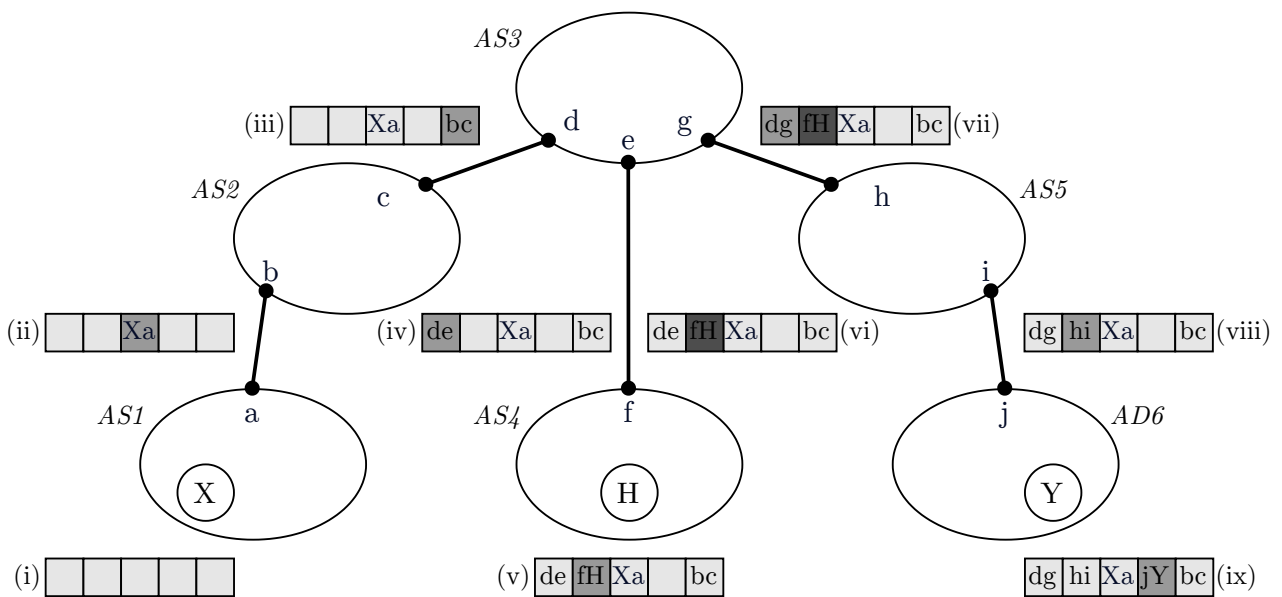 AS3
(iii) Xa bc
d
e
g
dg fH Xa bc (vii)
AS2
c
h
AS5
b
i
(ii) Xa
(iv) de Xa bc
de fH Xa bc (vi)
dg hi Xa bc (viii)
AS1
a
AS4
f
j
AD6
X
H
Y
(i)
(v) de fH Xa bc
dg hi Xa jY bc (ix)